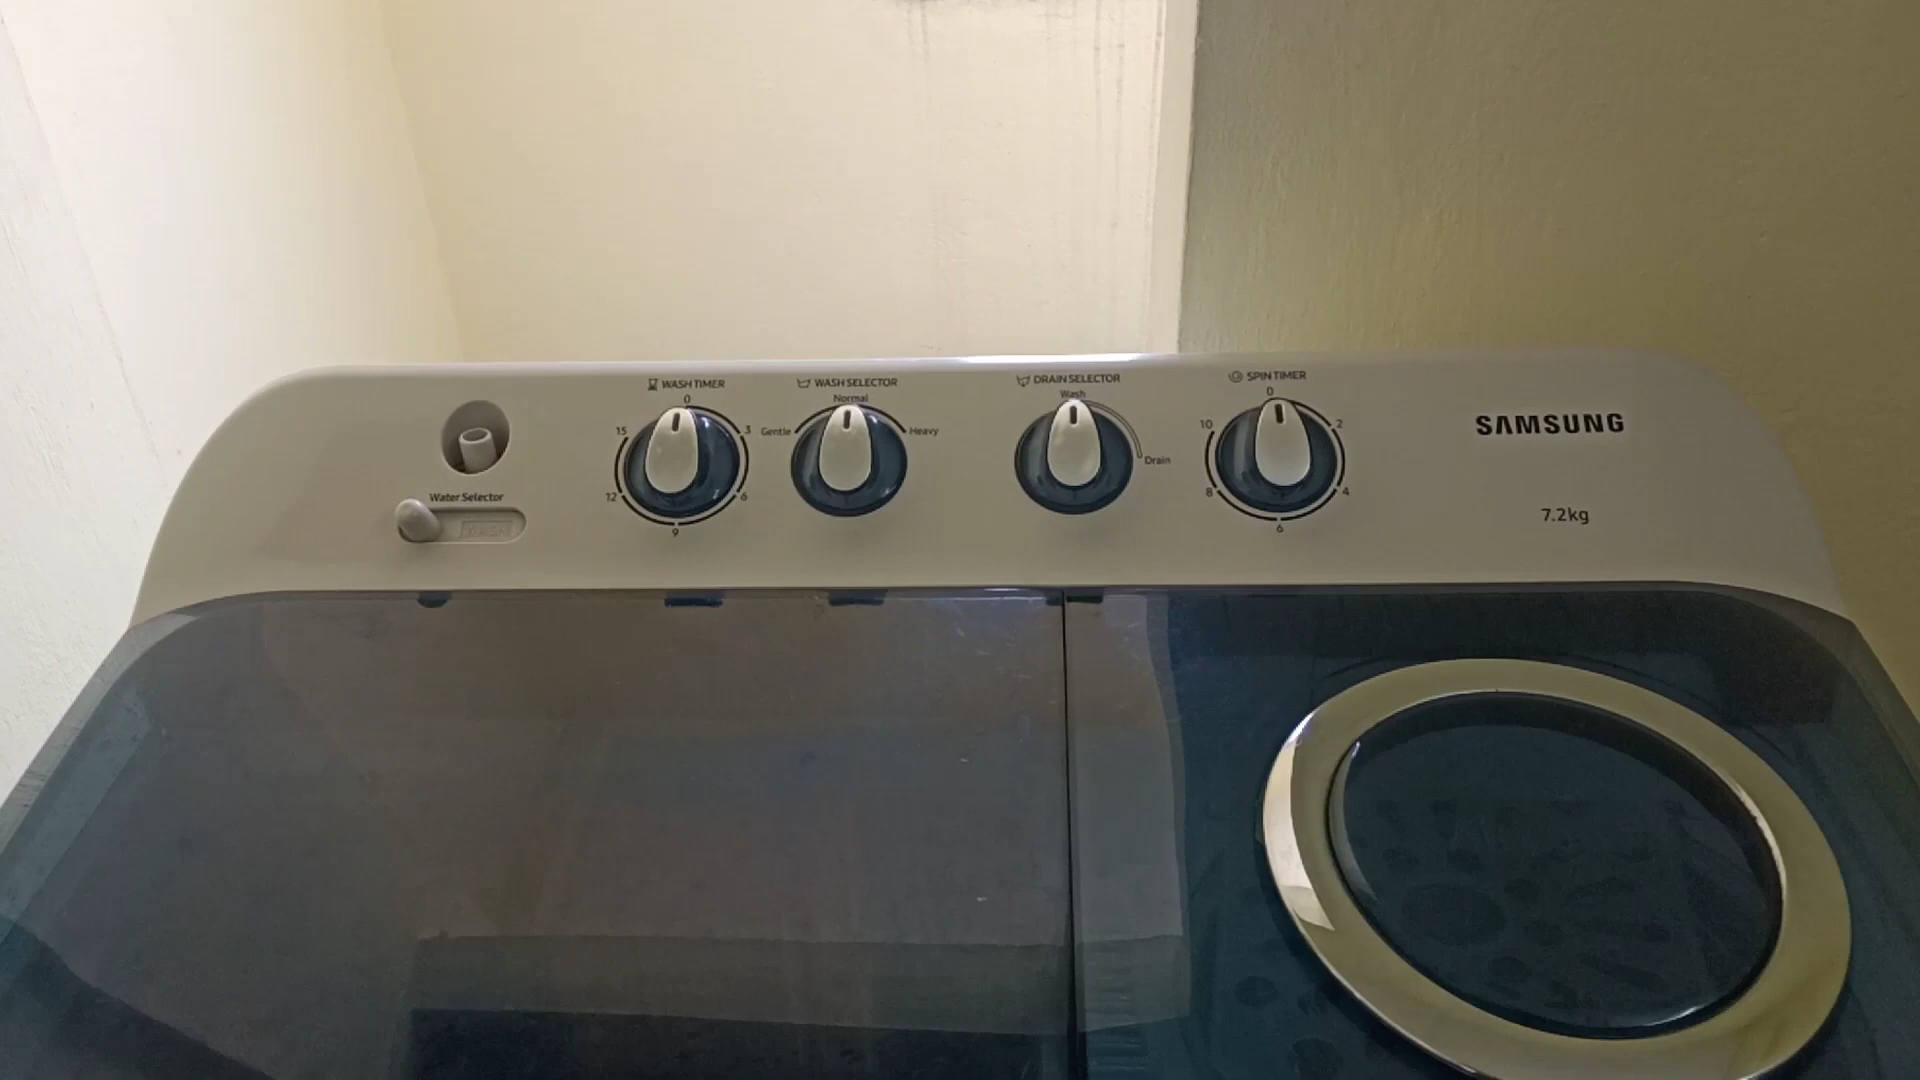 WASH TIMER
0
3
6
9
12
15
WASH SELECTOR
Normal
Gentle
Heavy
DRAIN SELECTOR
Wash
Drain
SPIN TIMER
0
2
4
6
8
10
SAMSUNG
7.2kg
Water Selector
WASH